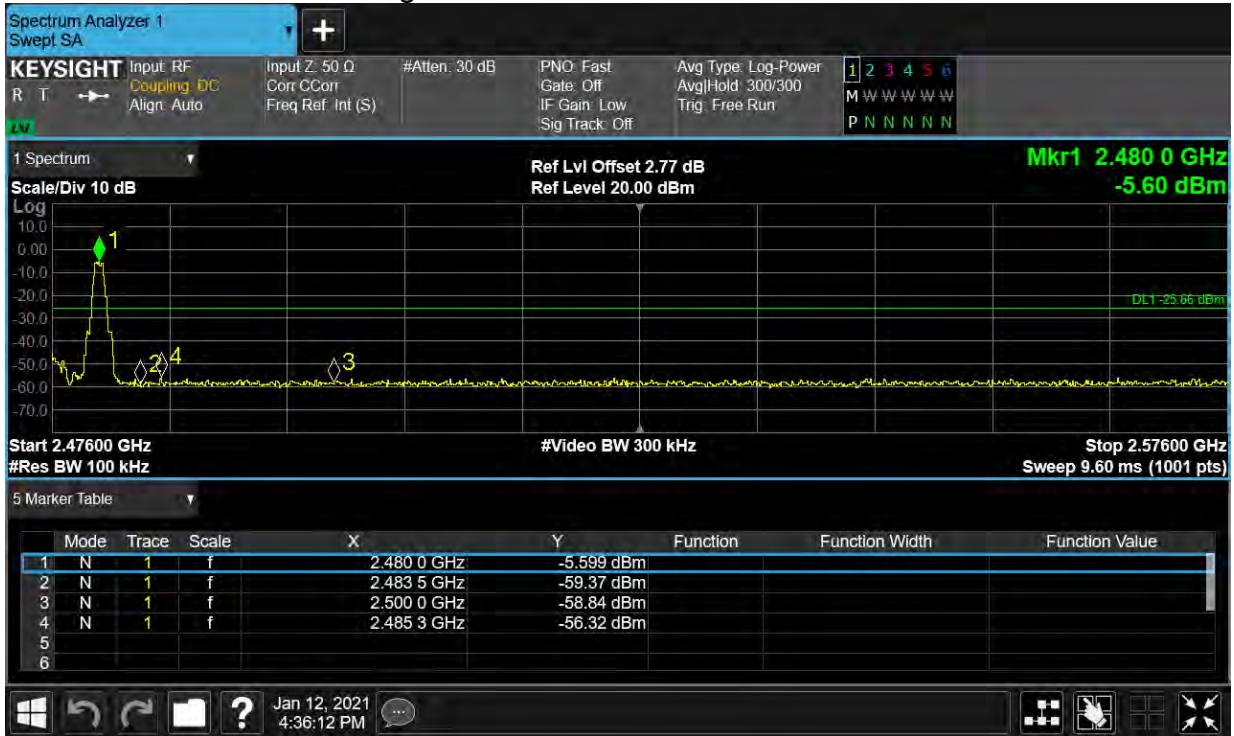 Spectrum Analyzer 1
Swept SA
+
KEYSIGHT Input: RF Input Z: 50 Ω #Atten: 30 dB PNO: Fast Avg Type: Log-Power 1 2 3 4 5 6
R T Coupling: DC Corr CCorr Gate: Off Avg|Hold: 300/300 M W W W W W W
Align: Auto Freq Ref: Int (S) IF Gain: Low Trig: Free Run
LXI Sig Track: Off P N N N N N N
1 Spectrum Ref Lvl Offset 2.77 dB Mkr1 2.480 0 GHz
Scale/Div 10 dB Ref Level 20.00 dBm -5.60 dBm
Log
10.0
1
0.00
-10.0
-20.0
DL1 -25.66 dBm
-30.0
-40.0
2 4 3
-50.0
-60.0
-70.0
Start 2.47600 GHz #Video BW 300 kHz Stop 2.57600 GHz
#Res BW 100 kHz Sweep 9.60 ms (1001 pts)
5 Marker Table
Mode Trace Scale X Y Function Function Width Function Value
1 N 1 f 2.480 0 GHz -5.599 dBm
2 N 1 f 2.483 5 GHz -59.37 dBm
3 N 1 f 2.500 0 GHz -58.84 dBm
4 N 1 f 2.485 3 GHz -56.32 dBm
5
6
? Jan 12, 2021
4:36:12 PM